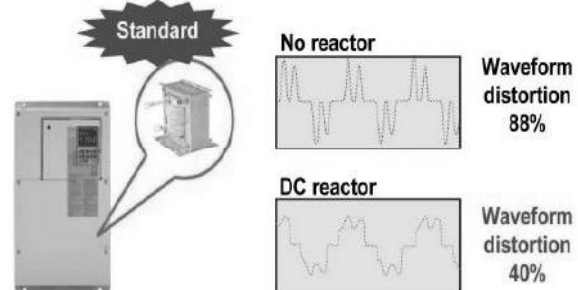 Standard
No reactor
Waveform
distortion
88%
DC reactor
Waveform
distortion
40%